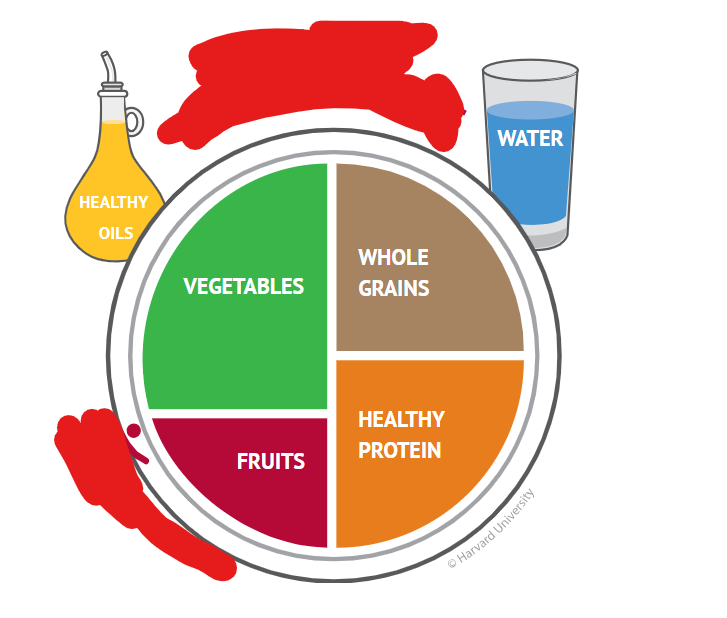 WATER
HEALTHY
OILS
VEGETABLES
WHOLE
GRAINS
HEALTHY
PROTEIN
FRUITS
© Harvard University